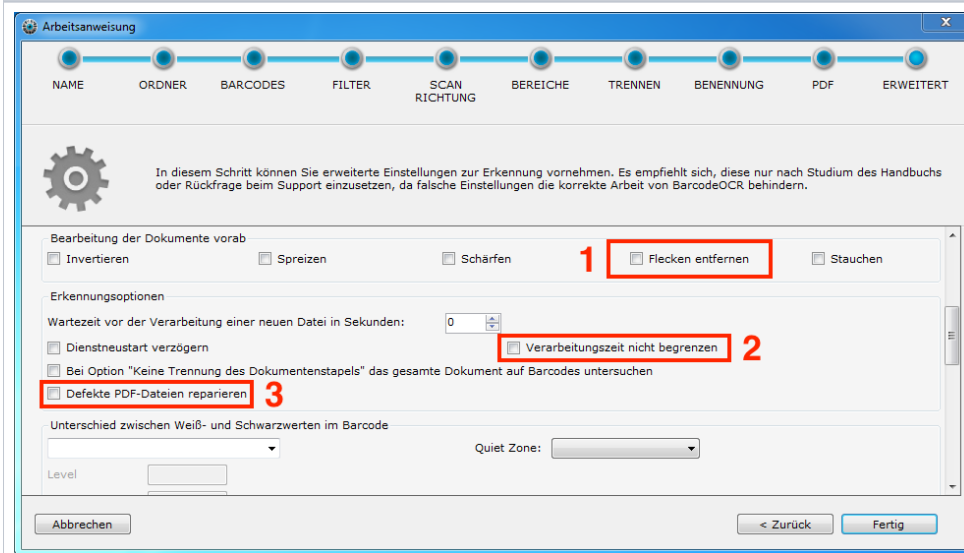 Arbeitsanweisung
x
NAME
ORDNER
BARCODES
FILTER
SCAN
RICHTUNG
BEREICHE
TRENNEN
BENENNUNG
PDF
ERWEITERT
In diesem Schritt können Sie erweiterte Einstellungen zur Erkennung vornehmen. Es empfiehlt sich, diese nur nach Studium des Handbuchs
oder Rückfrage beim Support einzusetzen, da falsche Einstellungen die korrekte Arbeit von BarcodeOCR behindern.
Bearbeitung der Dokumente vorab
Invertieren
Spreizen
Schärfen
1
Flecken entfernen
Stauchen
Erkennungsoptionen
Wartezeit vor der Verarbeitung einer neuen Datei in Sekunden:
0
Dienstneustart verzögern
Verarbeitungszeit nicht begrenzen
2
Bei Option "Keine Trennung des Dokumentenstapels" das gesamte Dokument auf Barcodes untersuchen
Defekte PDF-Dateien reparieren
3
Unterschied zwischen Weiß- und Schwarzwerten im Barcode
Quiet Zone:
Level
Abbrechen
< Zurück
Fertig